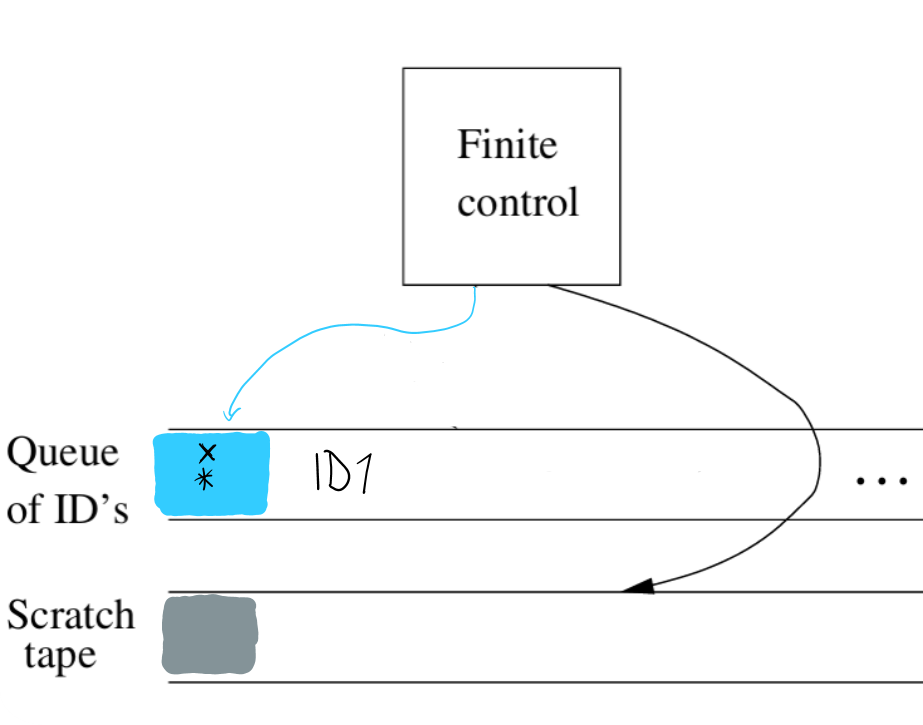 Finite
control
Queue
of ID's
x
*
ID1
...
Scratch
tape